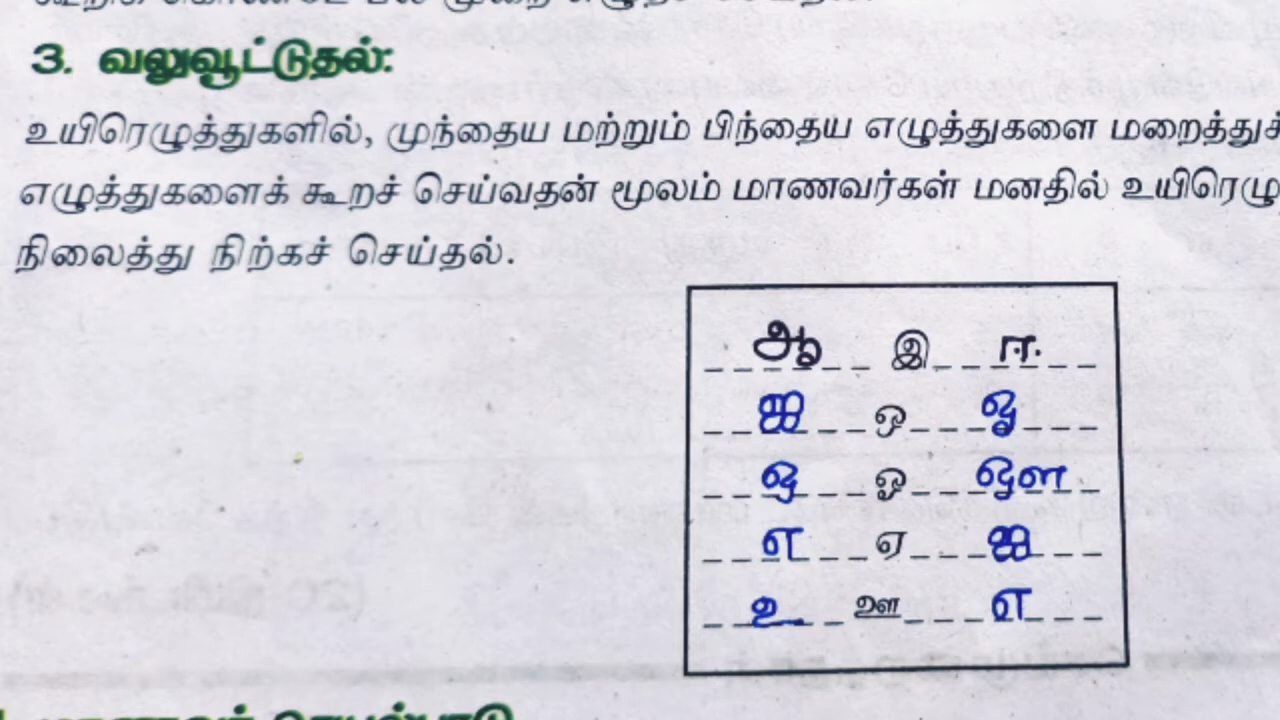 3. வலுவூட்டுதல்:
உயிரெழுத்துகளில், முந்தைய மற்றும் பிந்தைய எழுத்துகளை மறைத்துக்
எழுத்துகளைக் கூறச் செய்வதன் மூலம் மாணவர்கள் மனதில் உயிரெழு
நிலைத்து நிற்கச் செய்தல்.
ஆ இ ஈ
ஐ ஒ ஓ
ஒ ஓ ஔ
எ ஏ ஐ
உ ஊ எ